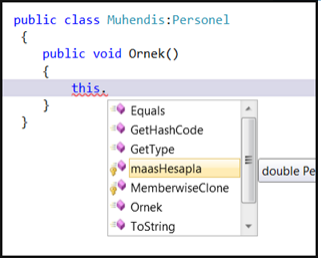 public class Muhendis:Personel
{
public void Ornek()
{
this.
Equals
GetHashCode
GetType
maasHesapla
double Pe
MemberwiseClone
Ornek
ToString
}
}